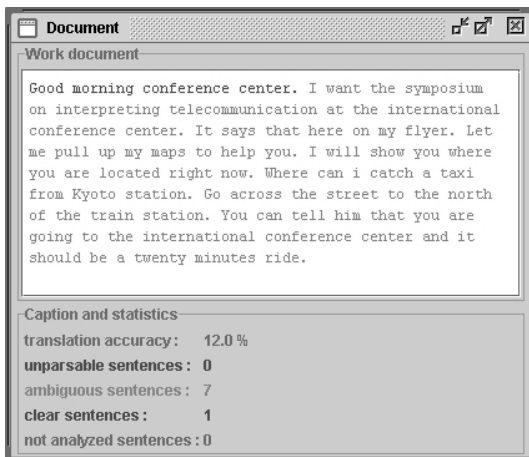 Document
Work document
Good morning conference center. I want the symposium
on interpreting telecommunication at the international
conference center. It says that here on my flyer. Let
me pull up my maps to help you. I will show you where
you are located right now. Where can i catch a taxi
from Kyoto station. Go across the street to the north
of the train station. You can tell him that you are
going to the international conference center and it
should be a twenty minutes ride.
Caption and statistics
translation accuracy : 12.0 %
unparsable sentences : 0
ambiguous sentences : 7
clear sentences : 1
not analyzed sentences : 0